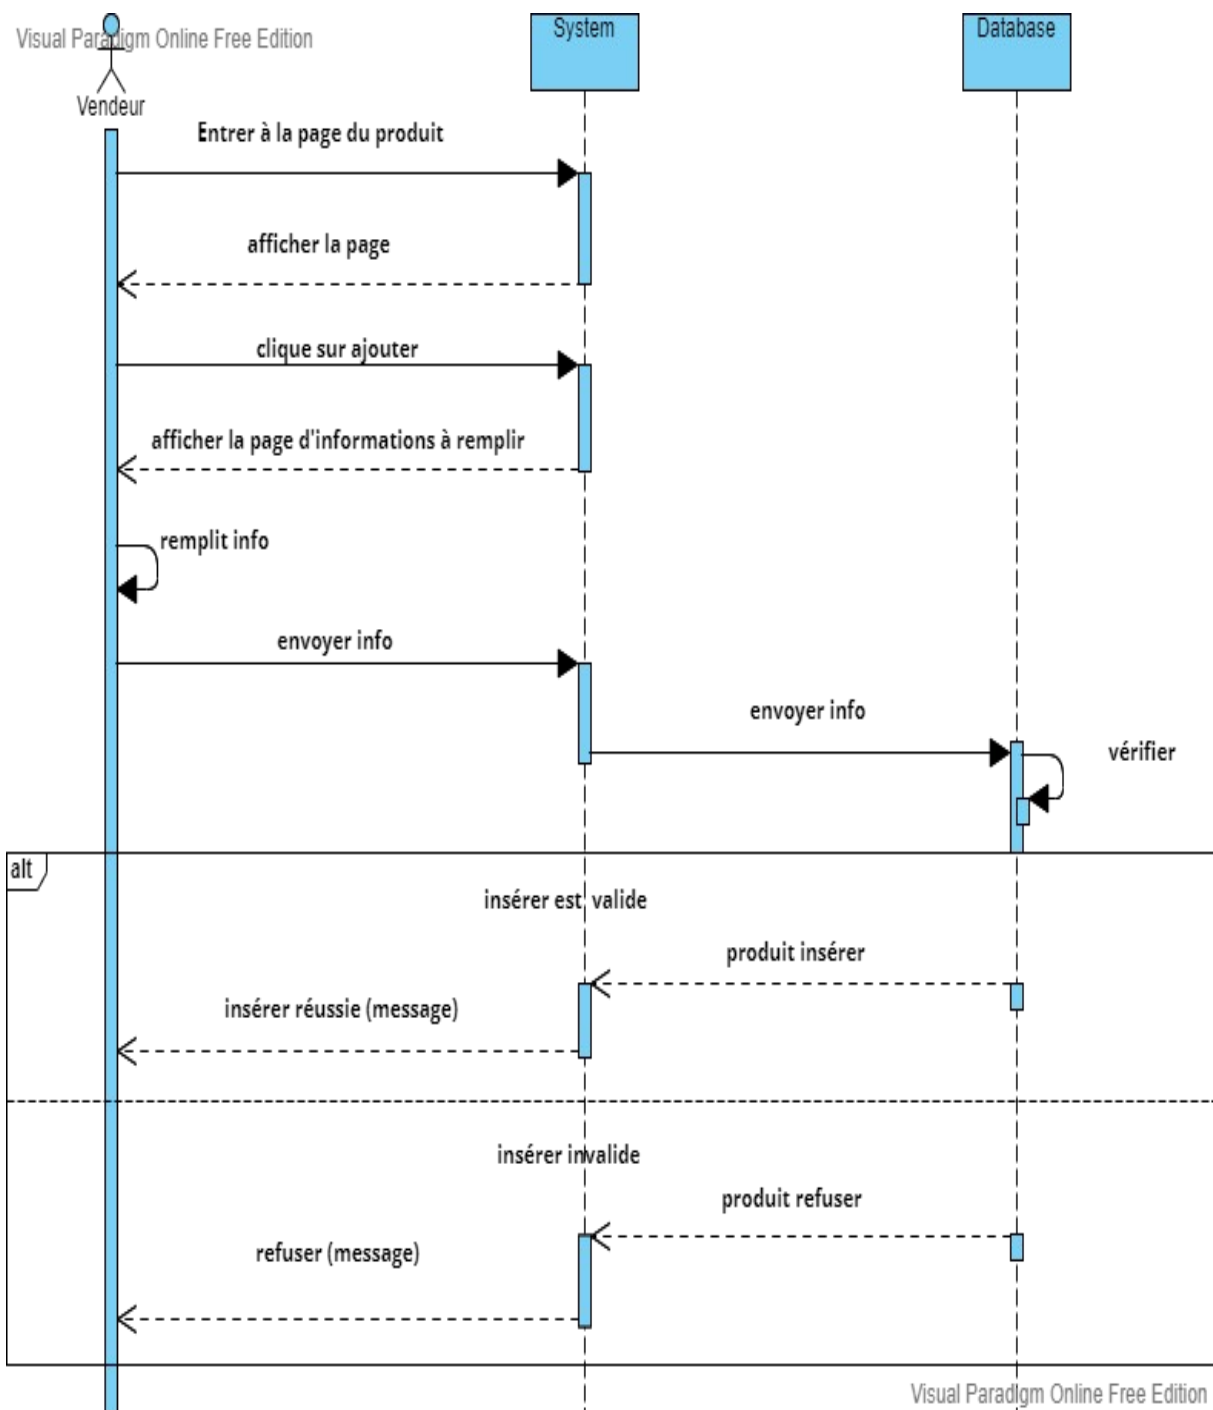 Visual Paradigm Online Free Edition
System
Database
Vendeur
Entrer à la page du produit
afficher la page
clique sur ajouter
afficher la page d'informations à remplir
remplit info
envoyer info
envoyer info
vérifier
alt
insérer est valide
produit insérer
insérer réussie (message)
insérer invalide
produit refuser
refuser (message)
Visual Paradigm Online Free Edition